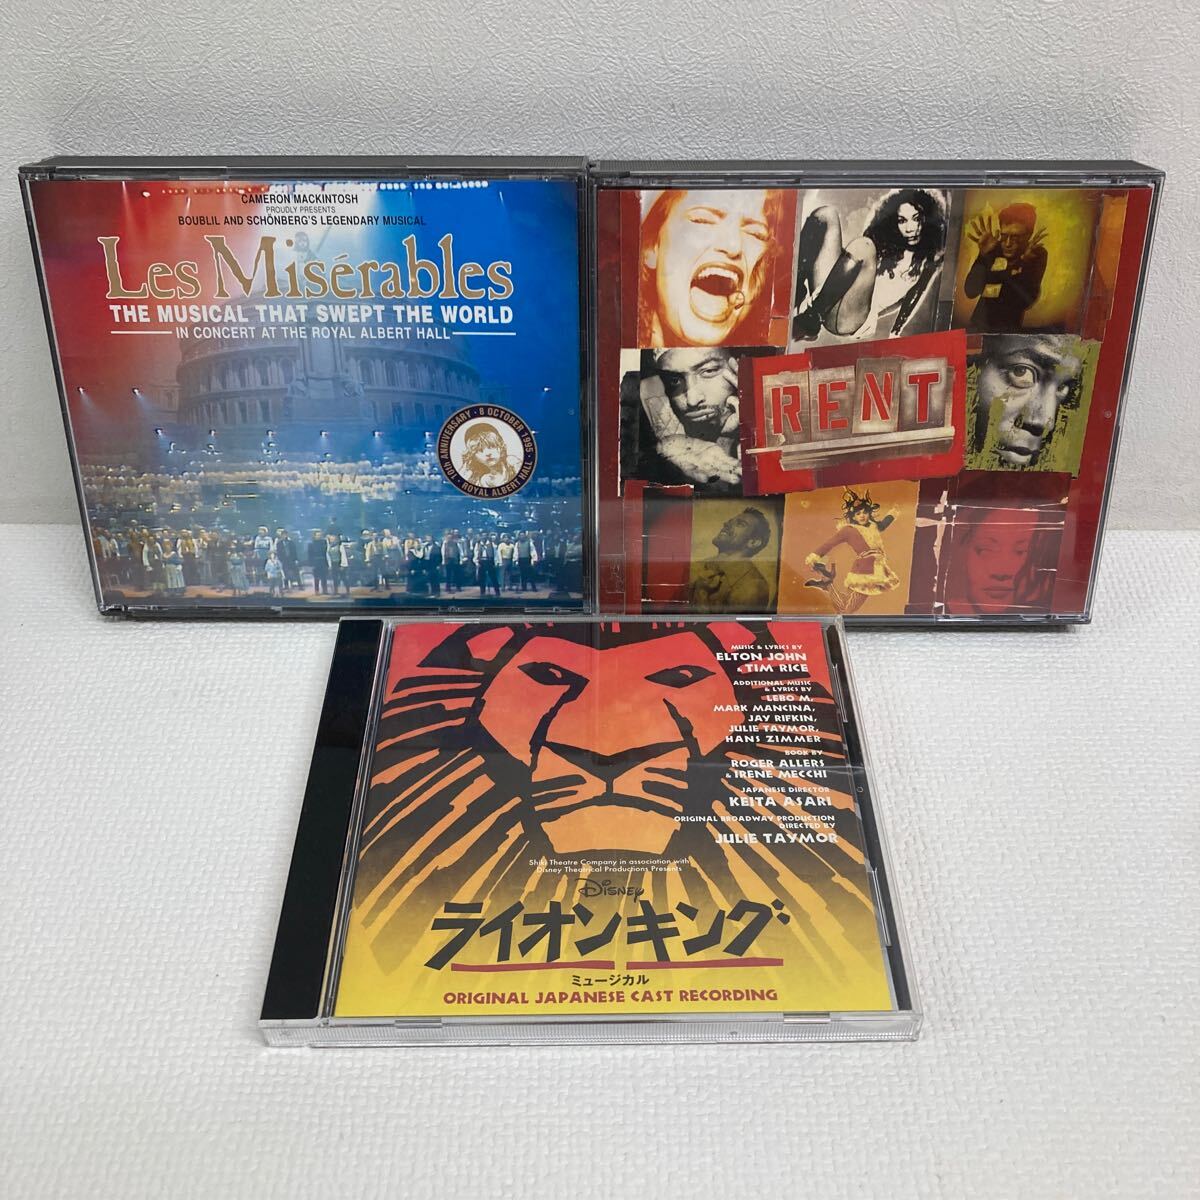 CAMERON MACKINTOSH
PROUDLY PRESENTS
BOUBLIL AND SCHÖNBERG'S LEGENDARY MUSICAL
Les Misérables
THE MUSICAL THAT SWEPT THE WORLD
IN CONCERT AT THE ROYAL ALBERT HALL
10TH ANNIVERSARY · 8 OCTOBER 1995 ·
ROYAL ALBERT HALL
RENT
MUSIC & LYRICS BY
ELTON JOHN
& TIM RICE
ADDITIONAL MUSIC
& LYRICS BY
LEBO M,
MARK MANCINA,
JAY RIFKIN,
JULIE TAYMOR,
HANS ZIMMER
BOOK BY
ROGER ALLERS
& IRENE MECCHI
JAPANESE DIRECTOR
KEITA ASARI
ORIGINAL BROADWAY PRODUCTION
DIRECTED BY
JULIE TAYMOR
Shiki Theatre Company in association with
Disney Theatrical Productions Presents
Disney
ライオンキング
ミュージカル
ORIGINAL JAPANESE CAST RECORDING